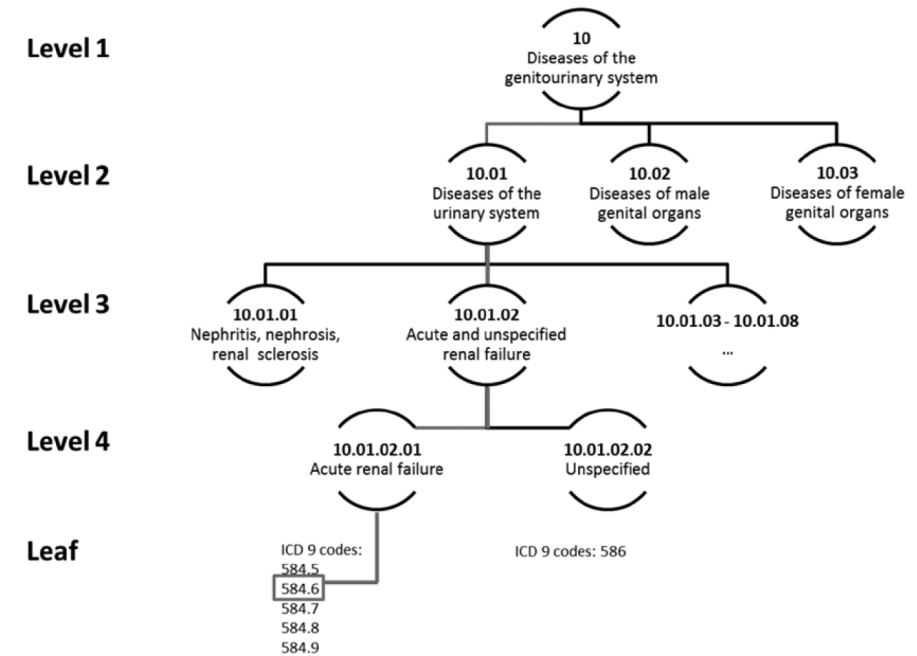 Level 1
10
Diseases of the
genitourinary system
Level 2
10.01
Diseases of the
urinary system
10.02
Diseases of male
genital organs
10.03
Diseases of female
genital organs
Level 3
10.01.01
Nephritis, nephrosis,
renal sclerosis
10.01.02
Acute and unspecified
renal failure
10.01.03 - 10.01.08
...
Level 4
10.01.02.01
Acute renal failure
10.01.02.02
Unspecified
Leaf
ICD 9 codes:
584.5
584.6
584.7
584.8
584.9
ICD 9 codes: 586